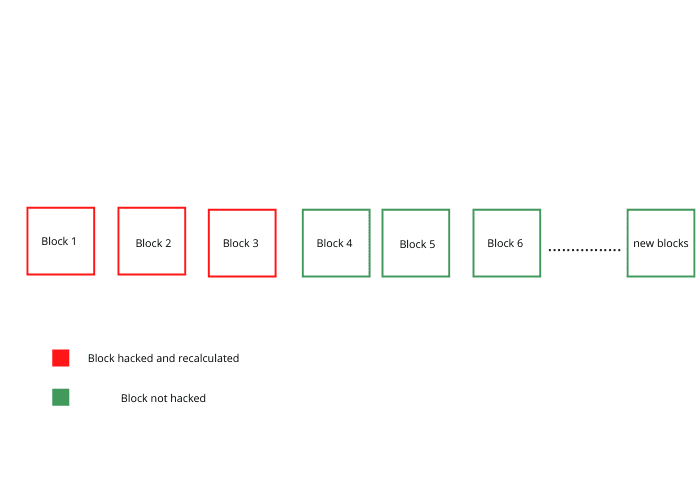 Block 1
Block 2
Block 3
Block 4
Block 5
Block 6
new blocks
Block hacked and recalculated
Block not hacked